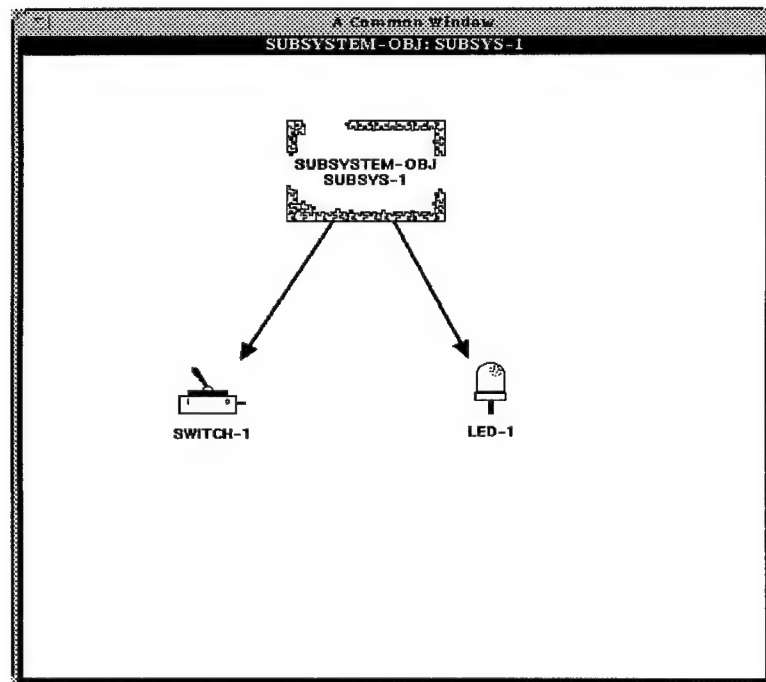 A Common Window
SUBSYSTEM-OBJ: SUBSYS-1
SUBSYSTEM-OBJ
SUBSYS-1
SWITCH-1
LED-1